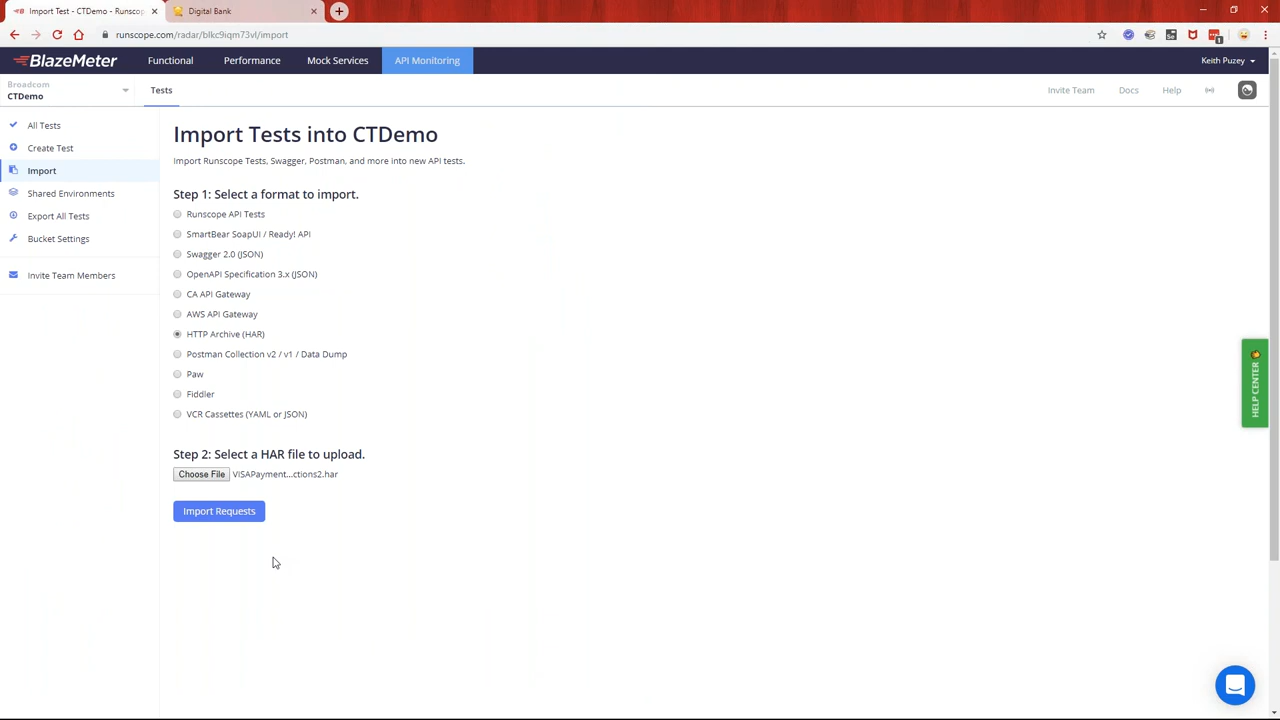 Import Test - CTDemo - Runscop
Digital Bank
runscope.com/radar/blkc9iqm73vl/import
BlazeMeter
Functional
Performance
Mock Services
API Monitoring
Keith Puzey
Broadcom
CTDemo
Tests
Invite Team
Docs
Help
All Tests
Create Test
Import
Shared Environments
Export All Tests
Bucket Settings
Invite Team Members
Import Tests into CTDemo
Import Runscope Tests, Swagger, Postman, and more into new API tests.
Step 1: Select a format to import.
Runscope API Tests
SmartBear SoapUI / Ready! API
Swagger 2.0 (JSON)
OpenAPI Specification 3.x (JSON)
CA API Gateway
AWS API Gateway
HTTP Archive (HAR)
Postman Collection v2 / v1 / Data Dump
Paw
Fiddler
VCR Cassettes (YAML or JSON)
Step 2: Select a HAR file to upload.
Choose File VISAPayment...ctions2.har
Import Requests
HELP CENTER